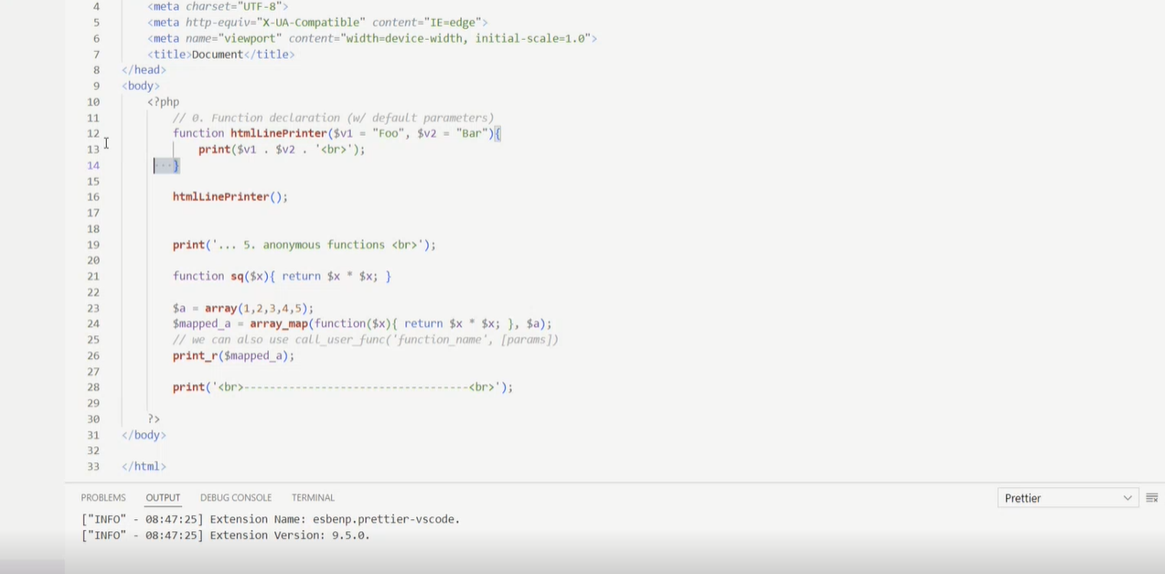 4 <meta charset="UTF-8">
5 <meta http-equiv="X-UA-Compatible" content="IE=edge">
6 <meta name="viewport" content="width=device-width, initial-scale=1.0">
7 <title>Document</title>
8 </head>
9 <body>
10 <?php
11 // 0. Function declaration (w/ default parameters)
12 function htmlLinePrinter($v1 = "Foo", $v2 = "Bar"){
13 print($v1 . $v2 . '<br>');
14 ····}
15
16 htmlLinePrinter();
17
18
19 print('... 5. anonymous functions <br>');
20
21 function sq($x){ return $x * $x; }
22
23 $a = array(1,2,3,4,5);
24 $mapped_a = array_map(function($x){ return $x * $x; }, $a);
25 // we can also use call_user_func('function_name', [params])
26 print_r($mapped_a);
27
28 print('<br>-----------------------------------<br>');
29
30 ?>
31 </body>
32
33 </html>
PROBLEMS OUTPUT DEBUG CONSOLE TERMINAL Prettier
["INFO" - 08:47:25] Extension Name: esbenp.prettier-vscode.
["INFO" - 08:47:25] Extension Version: 9.5.0.